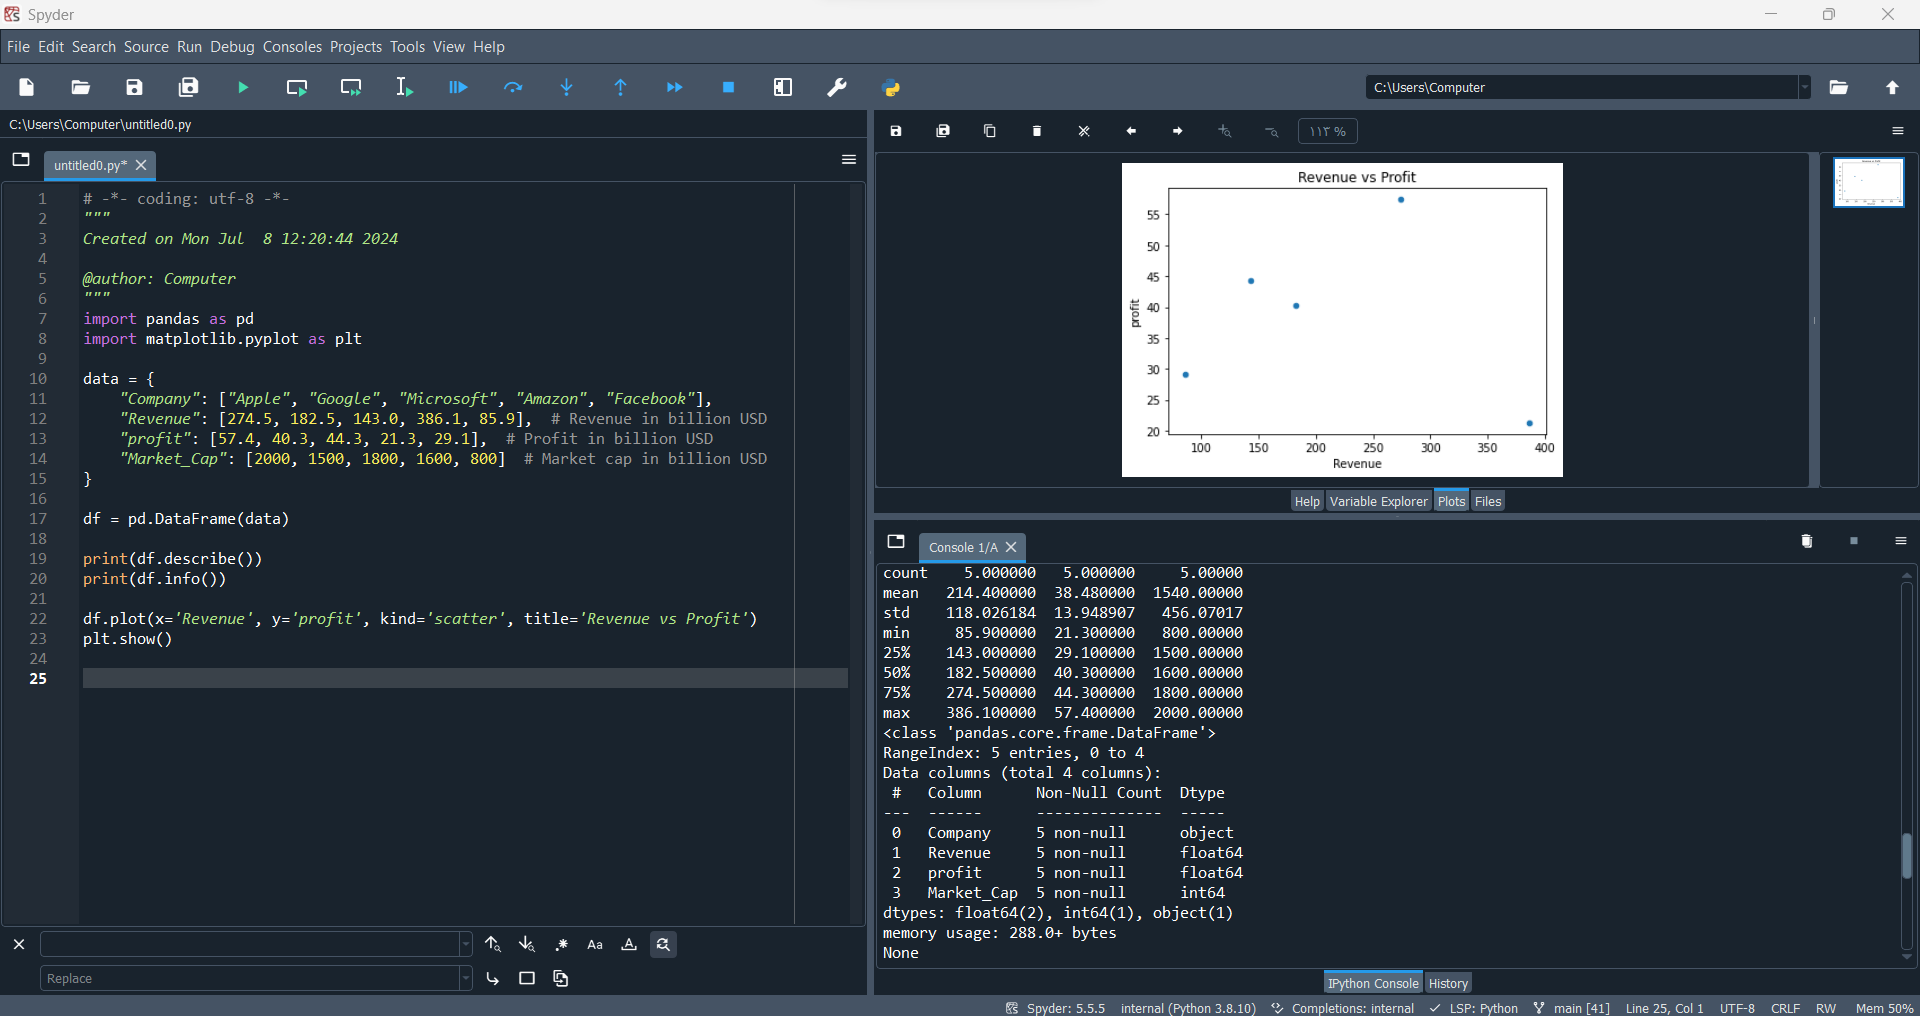 Spyder
File Edit Search Source Run Debug Consoles Projects Tools View Help
C:\Users\Computer
C:\Users\Computer\untitled0.py
untitled0.py*
1 # -*- coding: utf-8 -*-
2 """
3 Created on Mon Jul  8 12:20:44 2024
4
5 @author: Computer
6 """
7 import pandas as pd
8 import matplotlib.pyplot as plt
9
10 data = {
11     "Company": ["Apple", "Google", "Microsoft", "Amazon", "Facebook"],
12     "Revenue": [274.5, 182.5, 143.0, 386.1, 85.9],  # Revenue in billion USD
13     "profit": [57.4, 40.3, 44.3, 21.3, 29.1],  # Profit in billion USD
14     "Market_Cap": [2000, 1500, 1800, 1600, 800]  # Market cap in billion USD
15 }
16
17 df = pd.DataFrame(data)
18
19 print(df.describe())
20 print(df.info())
21
22 df.plot(x='Revenue', y='profit', kind='scatter', title='Revenue vs Profit')
23 plt.show()
24
25
Aa
Replace
١١٣ %
Revenue vs Profit
55
50
45
40
35
30
25
20
profit
100 150 200 250 300 350 400
Revenue
Help Variable Explorer Plots Files
Console 1/A
count    5.000000   5.000000     5.00000
mean   214.400000  38.480000  1540.00000
std    118.026184  13.948907   456.07017
min     85.900000  21.300000   800.00000
25%    143.000000  29.100000  1500.00000
50%    182.500000  40.300000  1600.00000
75%    274.500000  44.300000  1800.00000
max    386.100000  57.400000  2000.00000
<class 'pandas.core.frame.DataFrame'>
RangeIndex: 5 entries, 0 to 4
Data columns (total 4 columns):
 #   Column      Non-Null Count  Dtype
---  ------      --------------  -----
 0   Company     5 non-null      object
 1   Revenue     5 non-null      float64
 2   profit      5 non-null      float64
 3   Market_Cap  5 non-null      int64
dtypes: float64(2), int64(1), object(1)
memory usage: 288.0+ bytes
None
IPython Console History
Spyder: 5.5.5 internal (Python 3.8.10) Completions: internal LSP: Python main [41] Line 25, Col 1 UTF-8 CRLF RW Mem 50%